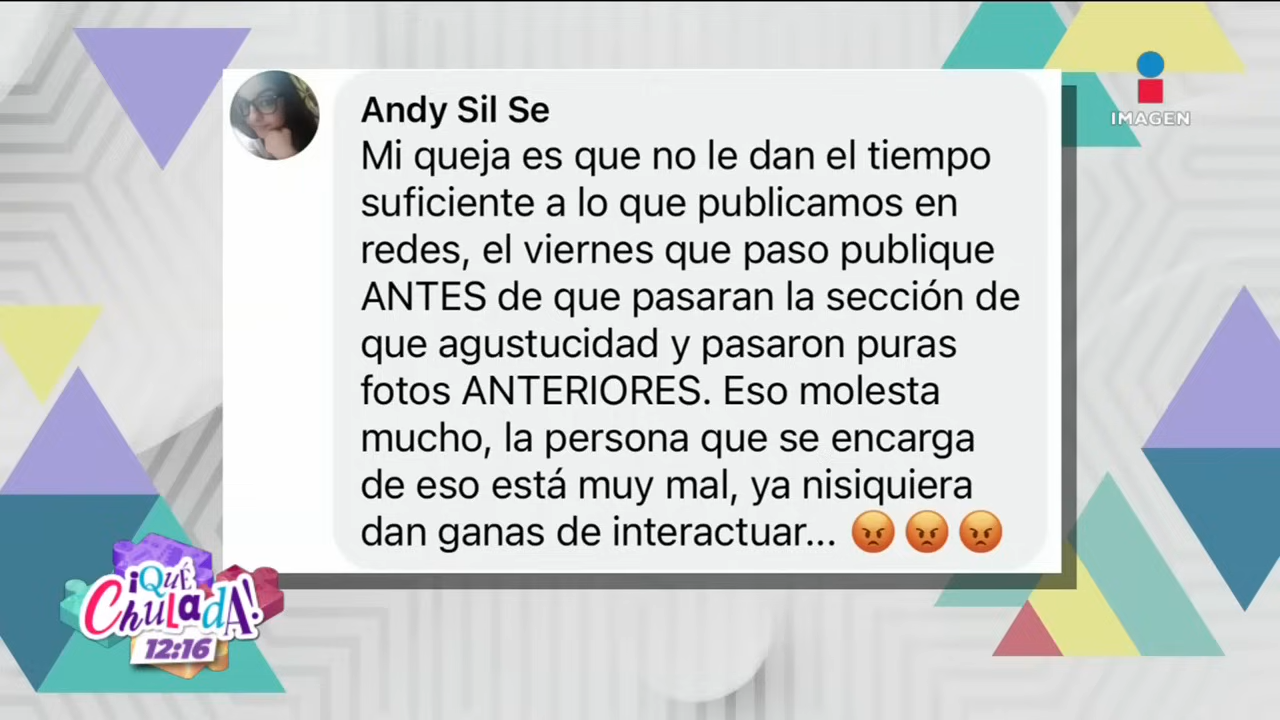 IMAGEN
Andy Sil Se
Mi queja es que no le dan el tiempo
suficiente a lo que publicamos en
redes, el viernes que paso publique
ANTES de que pasaran la sección de
que agustucidad y pasaron puras
fotos ANTERIORES. Eso molesta
mucho, la persona que se encarga
de eso está muy mal, ya nisiquiera
dan ganas de interactuar... 😡😡😡
¡QUÉ
ChuLadA!
12:16